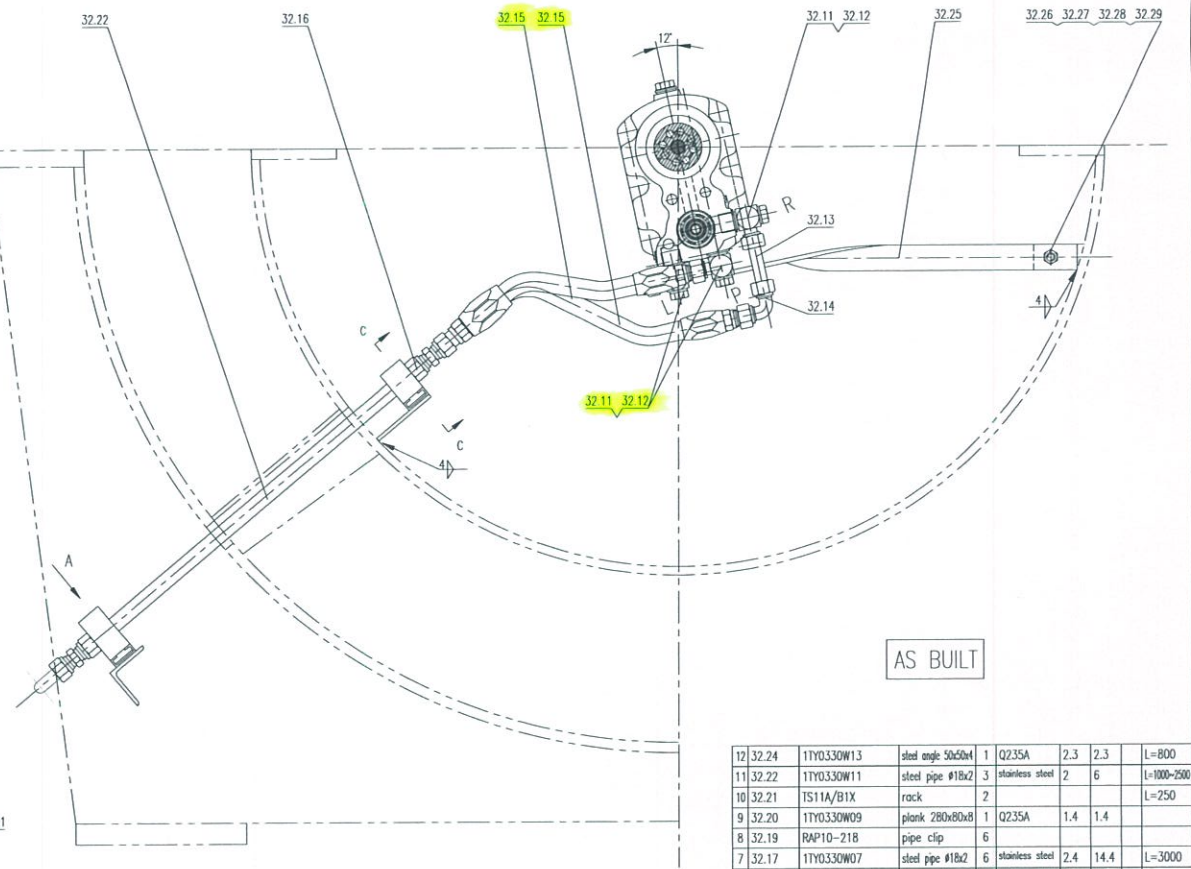 32.22
32.16
32.15 32.15
32.11 32.12
32.25
32.26 32.27 32.28 32.29
12°
R
32.13
L
P
32.14
4
C
32.11 32.12
C
4
A
AS BUILT
1
12 32.24 1TY0330W13 steel angle 50x50x4 1 Q235A 2.3 2.3 L=800
11 32.22 1TY0330W11 steel pipe ø18x2 3 stainless steel 2 6 L=1000~2500
10 32.21 TS11A/B1X rack 2 L=250
9 32.20 1TY0330W09 plank 280x80x8 1 Q235A 1.4 1.4
8 32.19 RAP10-218 pipe clip 6
7 32.17 1TY0330W07 steel pipe ø18x2 6 stainless steel 2.4 14.4 L=3000